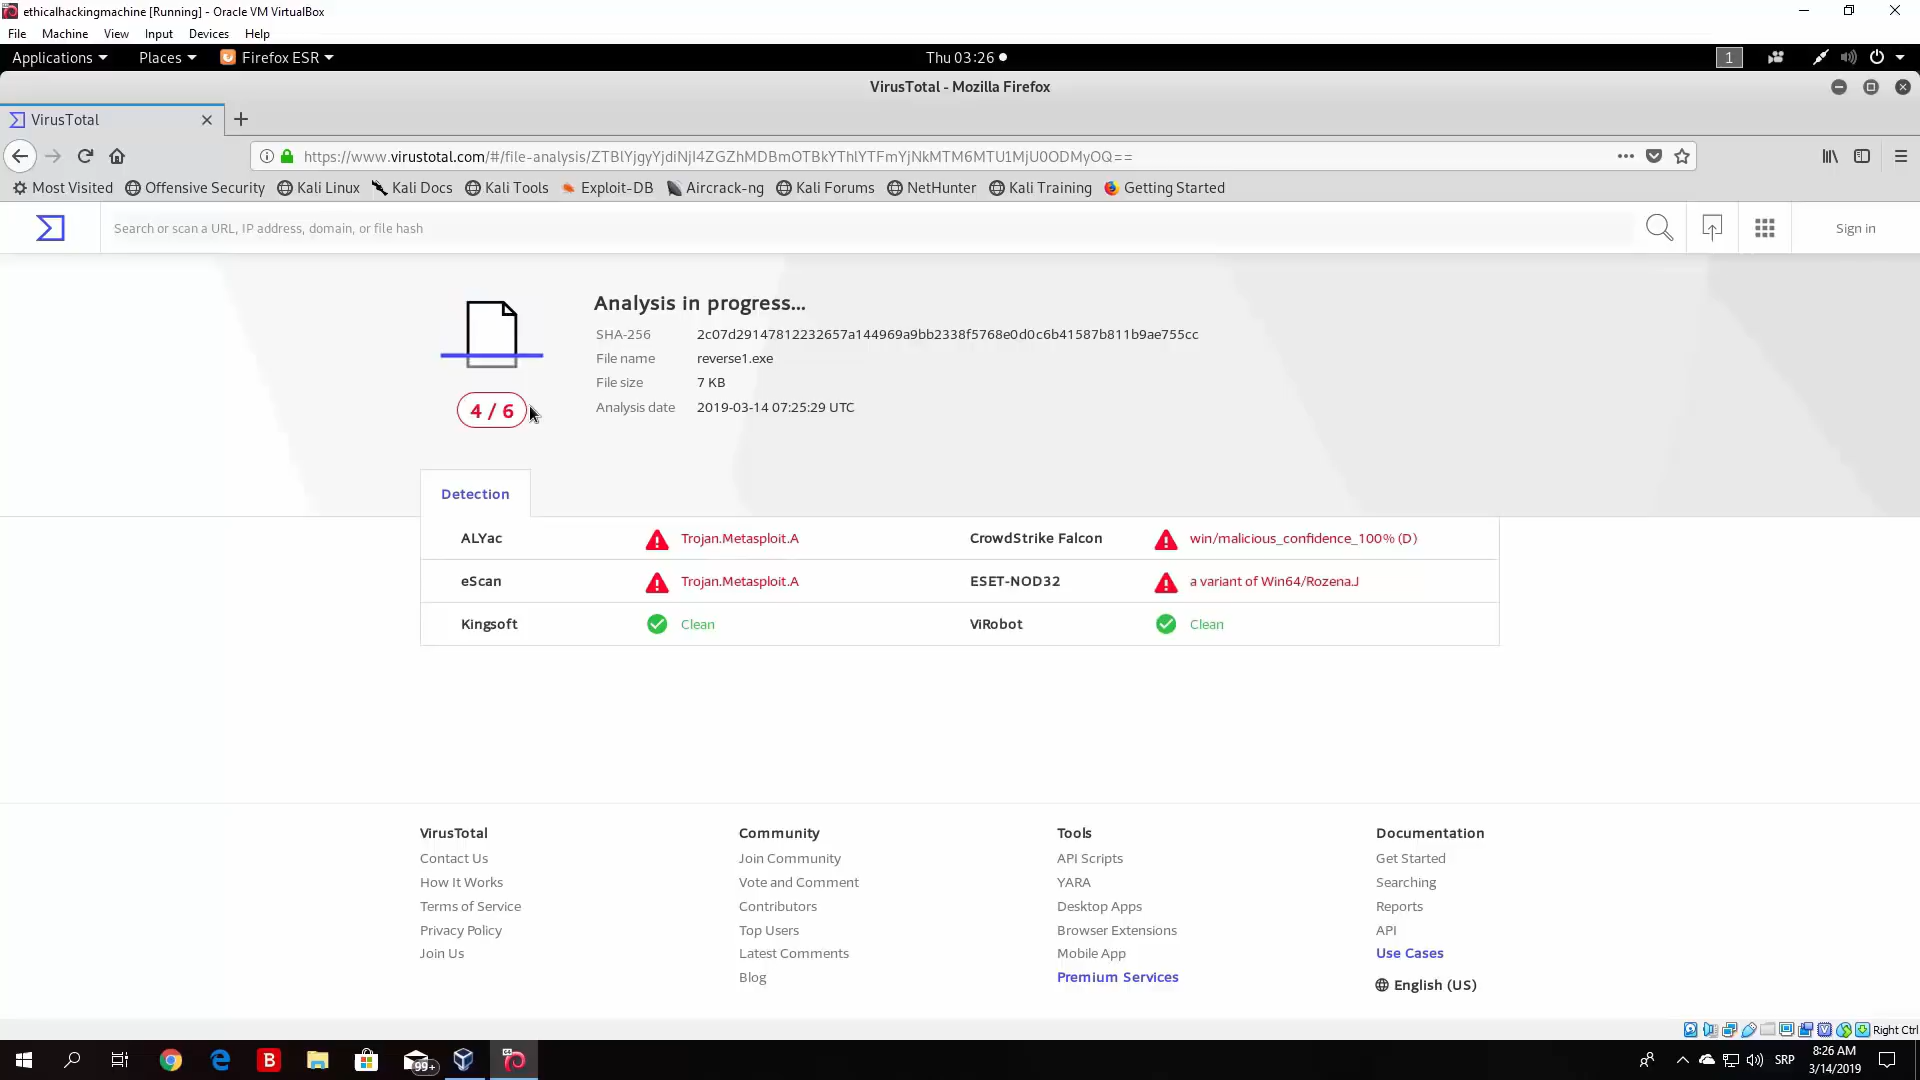 ethicalhackingmachine [Running] - Oracle VM VirtualBox
File Machine View Input Devices Help
Applications Places Firefox ESR Thu 03:26 1
VirusTotal - Mozilla Firefox
VirusTotal
https://www.virustotal.com/#/file-analysis/ZTBlYjgyYjdiNjI4ZGZhMDBmOTBkYThlYTFmYjNkMTM6MTU1MjU0ODMyOQ==
Most Visited Offensive Security Kali Linux Kali Docs Kali Tools Exploit-DB Aircrack-ng Kali Forums NetHunter Kali Training Getting Started
Search or scan a URL, IP address, domain, or file hash Sign in
Analysis in progress...
SHA-256 2c07d29147812232657a144969a9bb2338f5768e0d0c6b41587b811b9ae755cc
File name reverse1.exe
File size 7 KB
Analysis date 2019-03-14 07:25:29 UTC
4 / 6
Detection
ALYac Trojan.Metasploit.A CrowdStrike Falcon win/malicious_confidence_100% (D)
eScan Trojan.Metasploit.A ESET-NOD32 a variant of Win64/Rozena.J
Kingsoft Clean ViRobot Clean
VirusTotal Community Tools Documentation
Contact Us Join Community API Scripts Get Started
How It Works Vote and Comment YARA Searching
Terms of Service Contributors Desktop Apps Reports
Privacy Policy Top Users Browser Extensions API
Join Us Latest Comments Mobile App Use Cases
Blog Premium Services
English (US)
Right Ctrl
B 99+ SRP 8:26 AM
3/14/2019